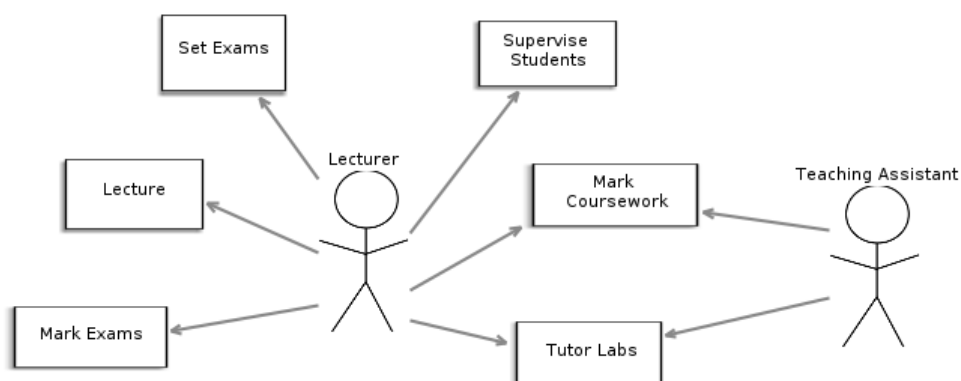 Set Exams
Supervise
Students
Lecturer
Lecture
Mark
Coursework
Teaching Assistant
Mark Exams
Tutor Labs